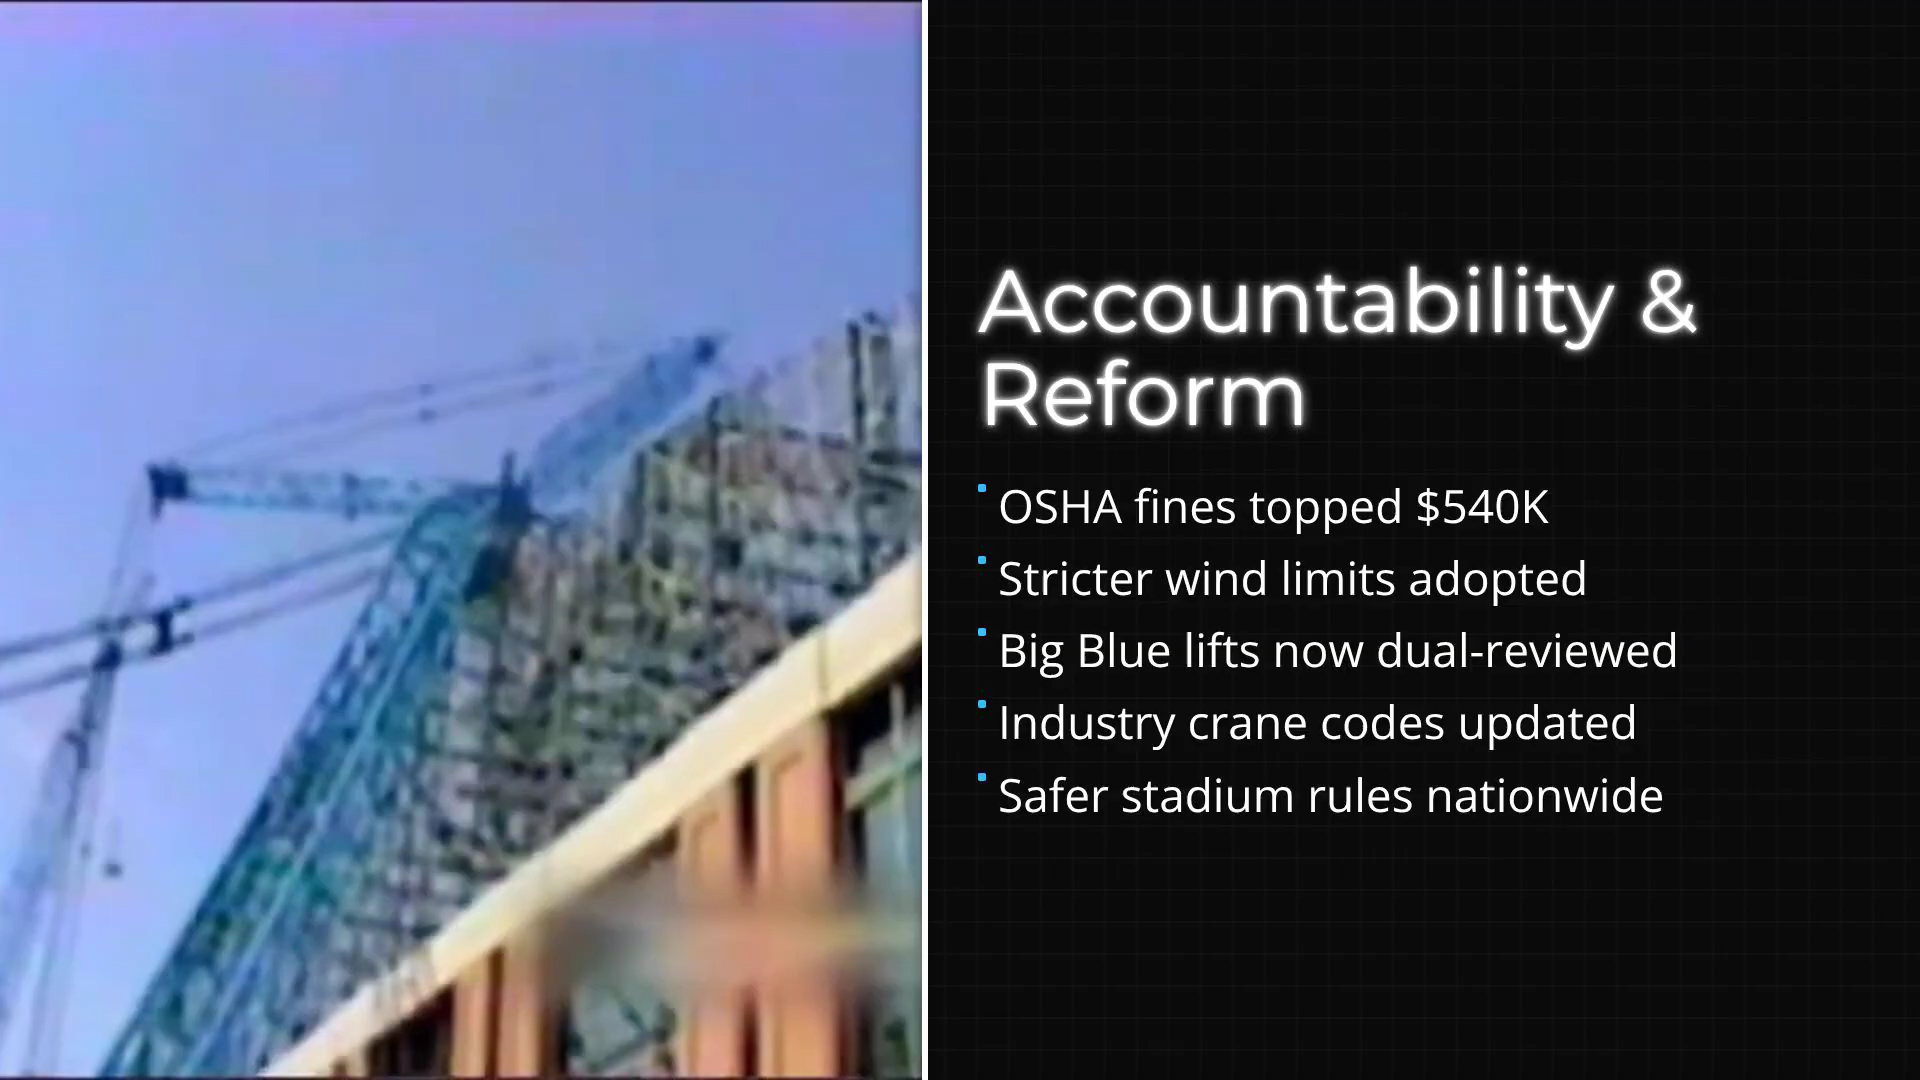 Accountability &
Reform
OSHA fines topped $540K
Stricter wind limits adopted
Big Blue lifts now dual-reviewed
Industry crane codes updated
Safer stadium rules nationwide